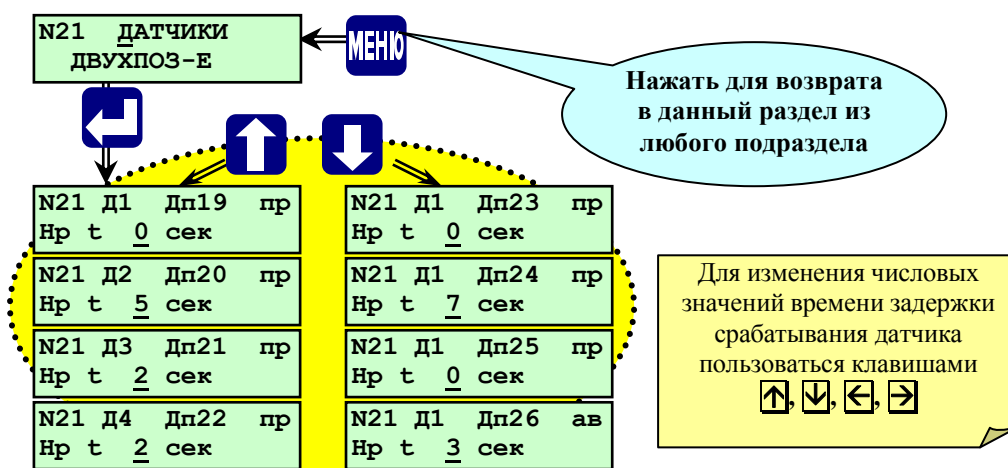 N21 ДАТЧИКИ
ДВУХПОЗ-Е
МЕНЮ
Нажать для возврата
в данный раздел из
любого подраздела
N21 Д1 Дп19 пр
Нр t 0 сек
N21 Д2 Дп20 пр
Нр t 5 сек
N21 Д3 Дп21 пр
Нр t 2 сек
N21 Д4 Дп22 пр
Нр t 2 сек
N21 Д1 Дп23 пр
Нр t 0 сек
N21 Д1 Дп24 пр
Нр t 7 сек
N21 Д1 Дп25 пр
Нр t 0 сек
N21 Д1 Дп26 ав
Нр t 3 сек
Для изменения числовых
значений времени задержки
срабатывания датчика
пользоваться клавишами
↑, ↓, ←, →